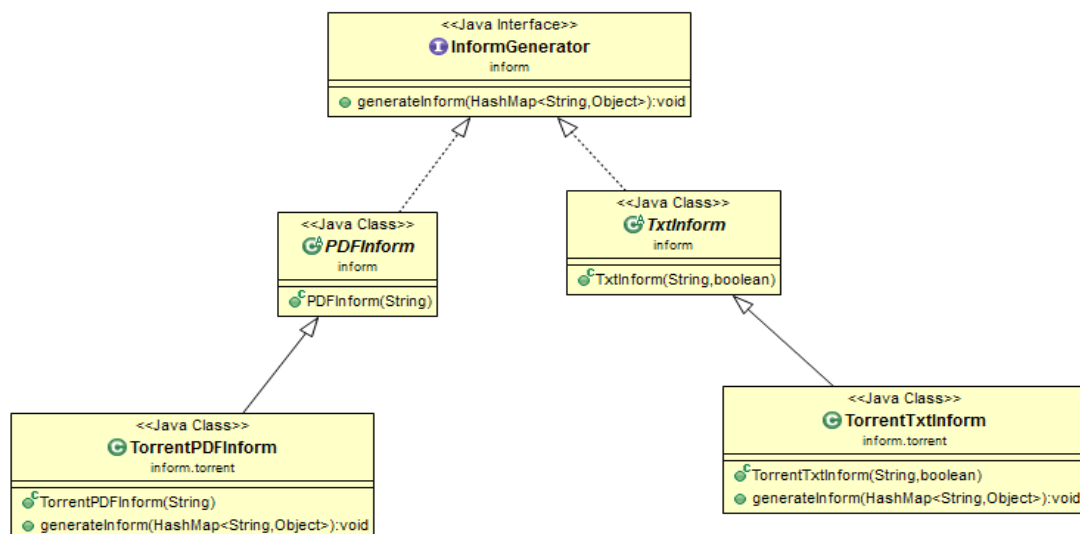 <<Java Interface>>
InformGenerator
inform
generateInform(HashMap<String,Object>):void
<<Java Class>>
PDFInform
inform
PDFInform(String)
<<Java Class>>
TxtInform
inform
TxtInform(String,boolean)
<<Java Class>>
TorrentPDFInform
inform.torrent
TorrentPDFInform(String)
generateInform(HashMap<String,Object>):void
<<Java Class>>
TorrentTxtInform
inform.torrent
TorrentTxtInform(String,boolean)
generateInform(HashMap<String,Object>):void